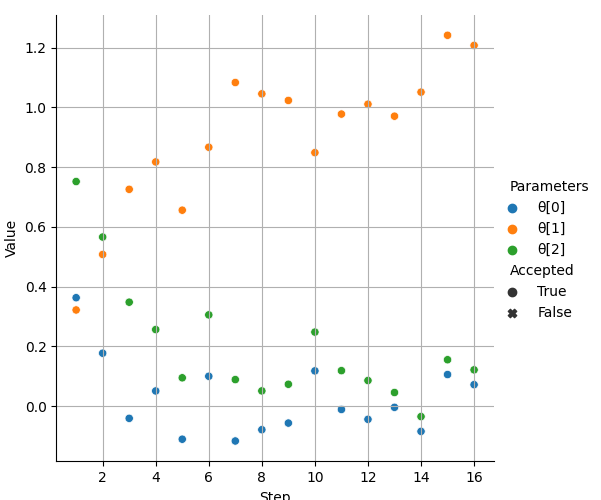 1.2
1.0
0.8
0.6
0.4
0.2
0.0
Value
2 4 6 8 10 12 14 16
Step
Parameters
θ[0]
θ[1]
θ[2]
Accepted
True
False